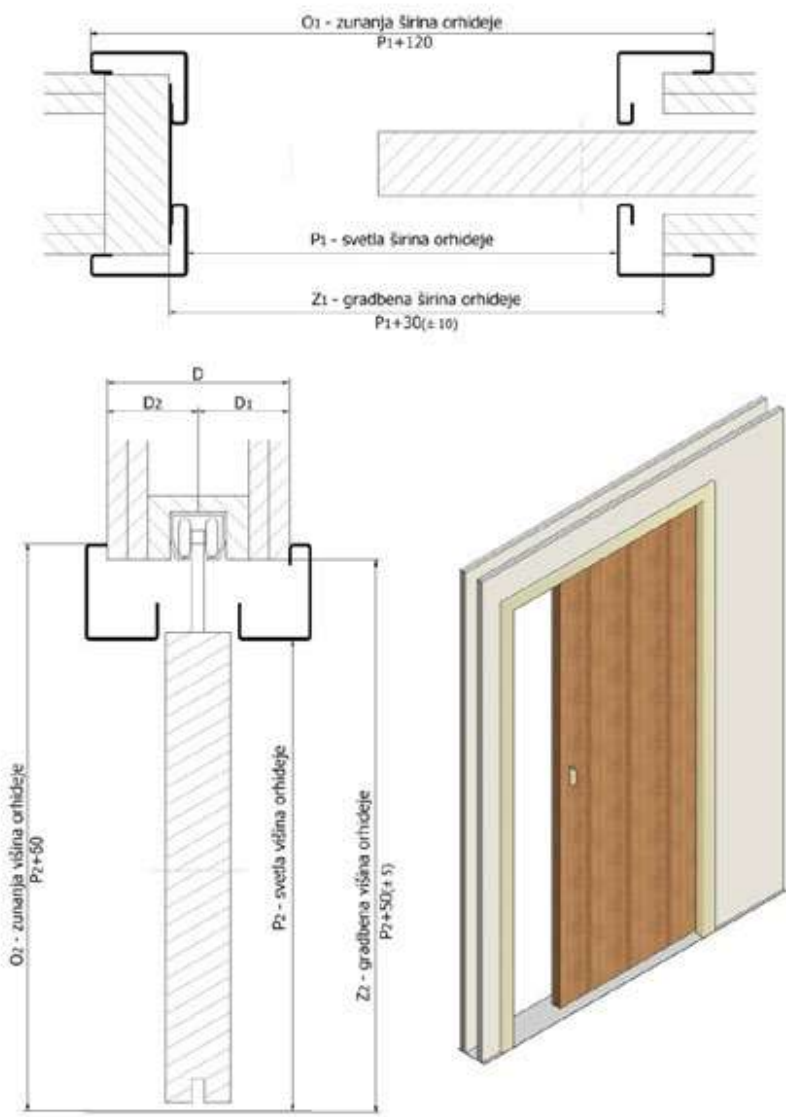 O1 - zunanja širina orhideje
P1+120
P1 - svetla širina orhideje
Z1 - gradbena širina orhideje
P1+30(± 10)
D
D2
D1
O2 - zunanja višina orhideje
P2+60
P2 - svetla višina orhideje
Z2 - gradbena višina orhideje
P2+50(± 5)